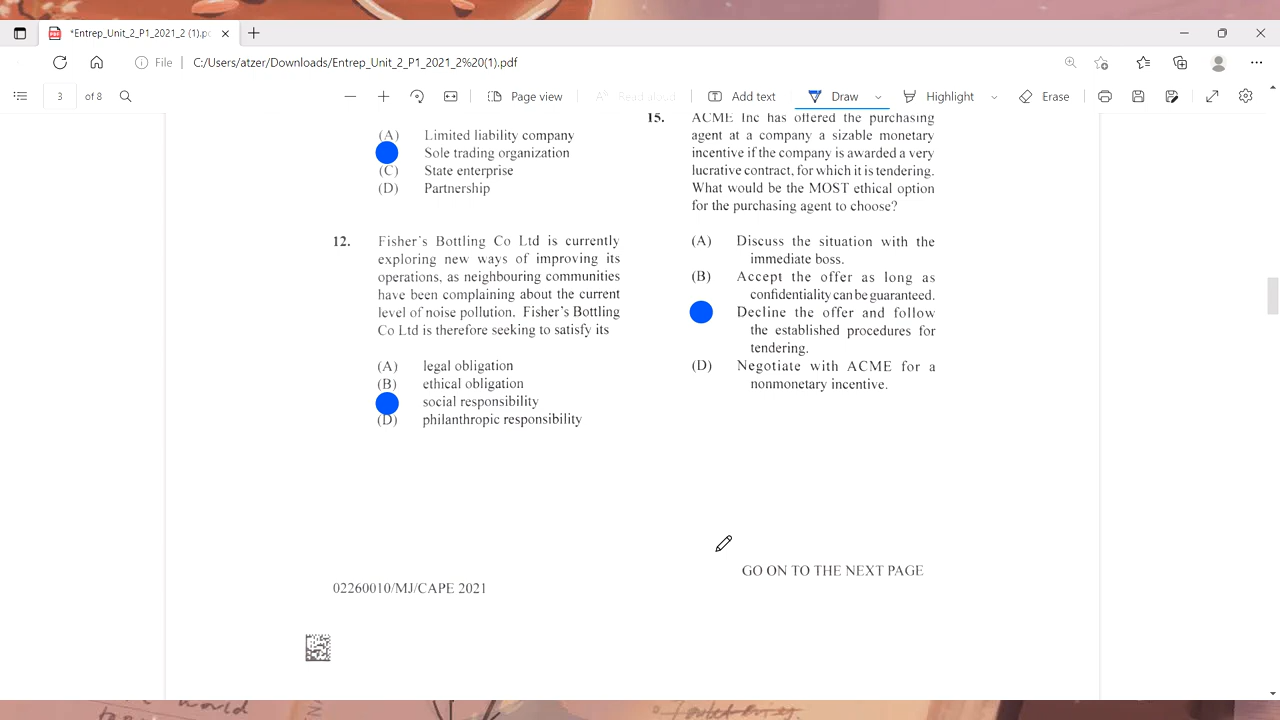 *Entrep_Unit_2_P1_2021_2 (1).pc
File
C:/Users/atzer/Downloads/Entrep_Unit_2_P1_2021_2%20(1).pdf
3 of 8
Page view
Read aloud
Add text
Draw
Highlight
Erase
(A) Limited liability company
Sole trading organization
(C) State enterprise
(D) Partnership
12. Fisher's Bottling Co Ltd is currently
exploring new ways of improving its
operations, as neighbouring communities
have been complaining about the current
level of noise pollution. Fisher's Bottling
Co Ltd is therefore seeking to satisfy its
(A) legal obligation
(B) ethical obligation
social responsibility
(D) philanthropic responsibility
15. ACME Inc has offered the purchasing
agent at a company a sizable monetary
incentive if the company is awarded a very
lucrative contract, for which it is tendering.
What would be the MOST ethical option
for the purchasing agent to choose?
(A) Discuss the situation with the
immediate boss.
(B) Accept the offer as long as
confidentiality can be guaranteed.
Decline the offer and follow
the established procedures for
tendering.
(D) Negotiate with ACME for a
nonmonetary incentive.
GO ON TO THE NEXT PAGE
02260010/MJ/CAPE 2021
would